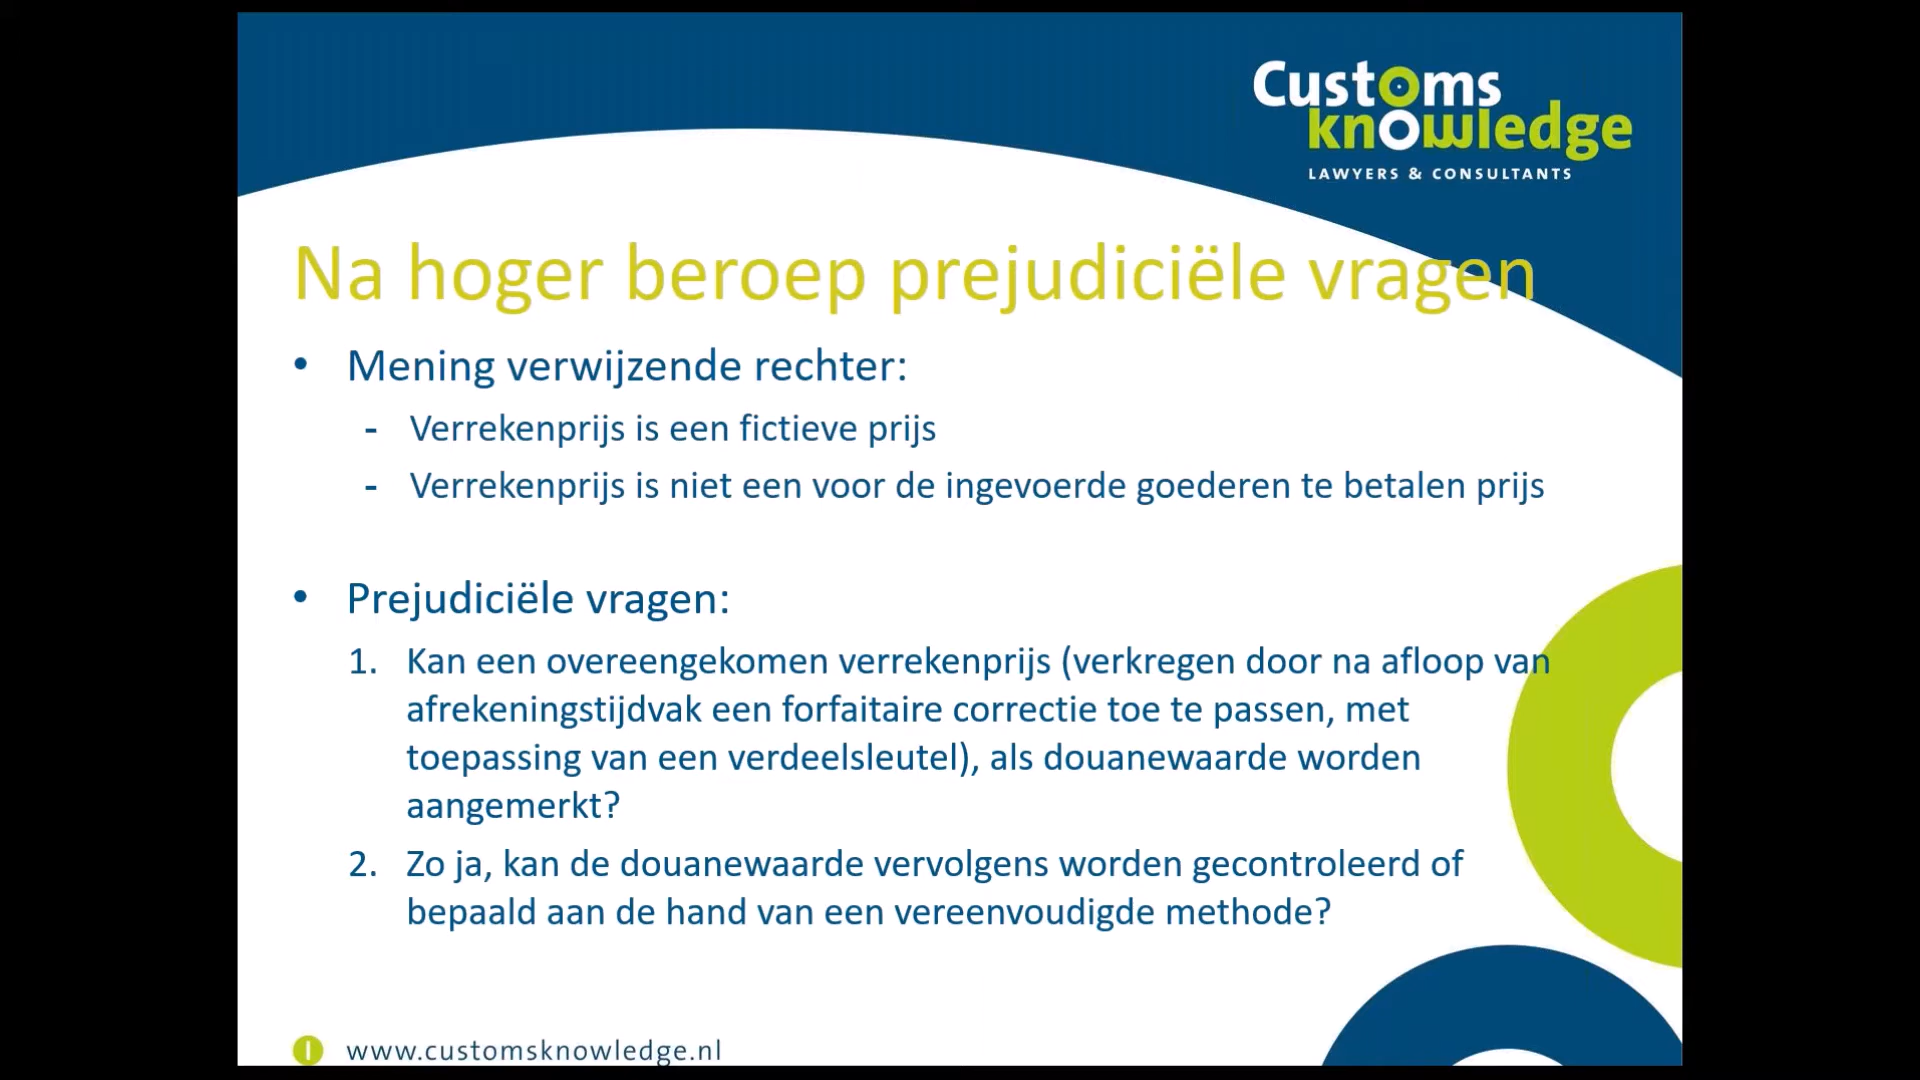 Customs
knowledge
LAWYERS & CONSULTANTS
Na hoger beroep prejudiciële vragen
• Mening verwijzende rechter:
- Verrekenprijs is een fictieve prijs
- Verrekenprijs is niet een voor de ingevoerde goederen te betalen prijs
• Prejudiciële vragen:
1. Kan een overeengekomen verrekenprijs (verkregen door na afloop van
afrekeningstijdvak een forfaitaire correctie toe te passen, met
toepassing van een verdeelsleutel), als douanewaarde worden
aangemerkt?
2. Zo ja, kan de douanewaarde vervolgens worden gecontroleerd of
bepaald aan de hand van een vereenvoudigde methode?
www.customsknowledge.nl